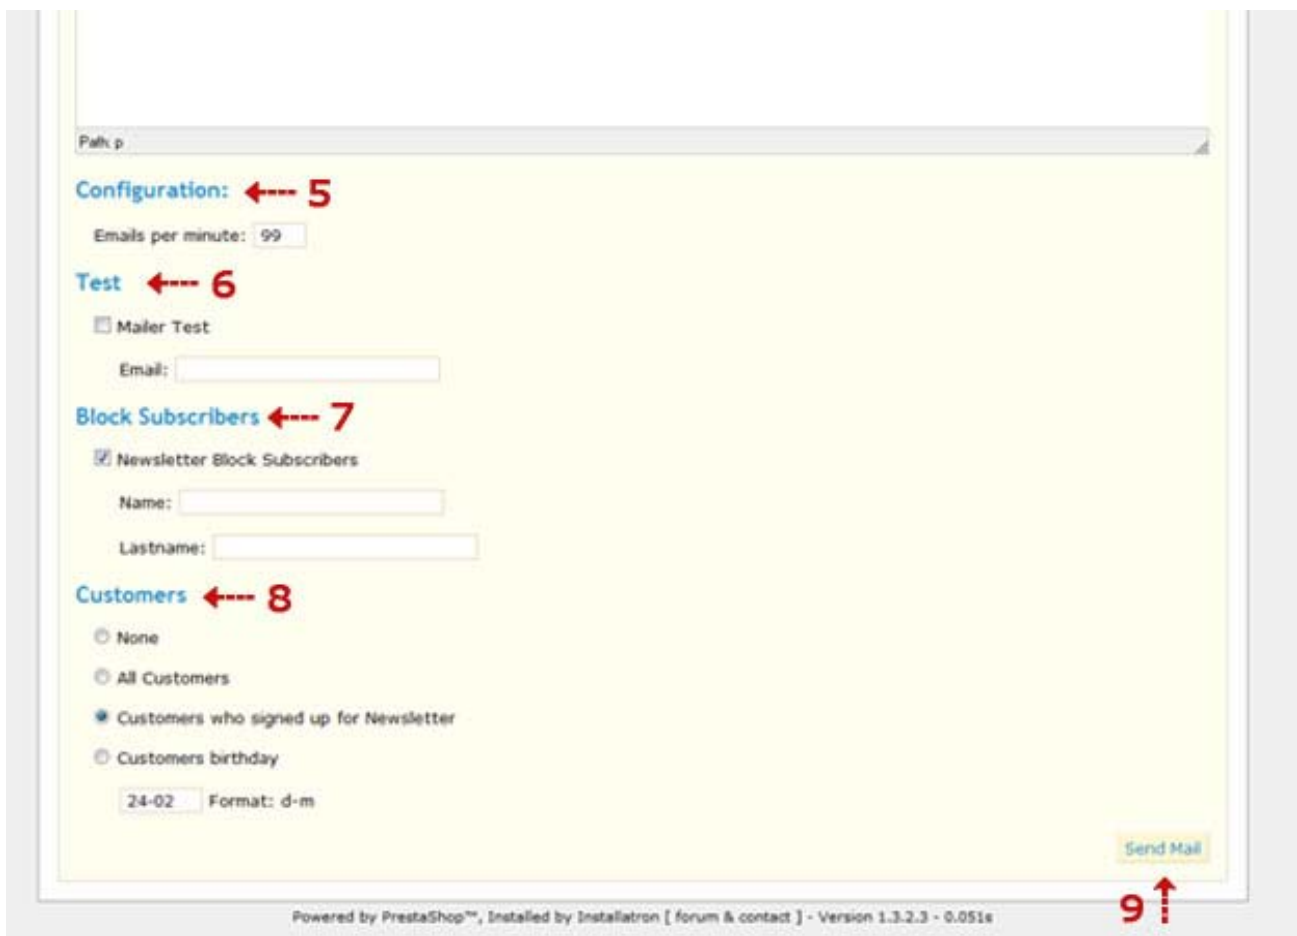 Path: p
Configuration: 5
Emails per minute: 99
Test 6
Mailer Test
Email:
Block Subscribers 7
Newsletter Block Subscribers
Name:
Lastname:
Customers 8
None
All Customers
Customers who signed up for Newsletter
Customers birthday
24-02 Format: d-m
Send Mail
Powered by PrestaShop™, Installed by Installatron [ forum & contact ] - Version 1.3.2.3 - 0.051s
9